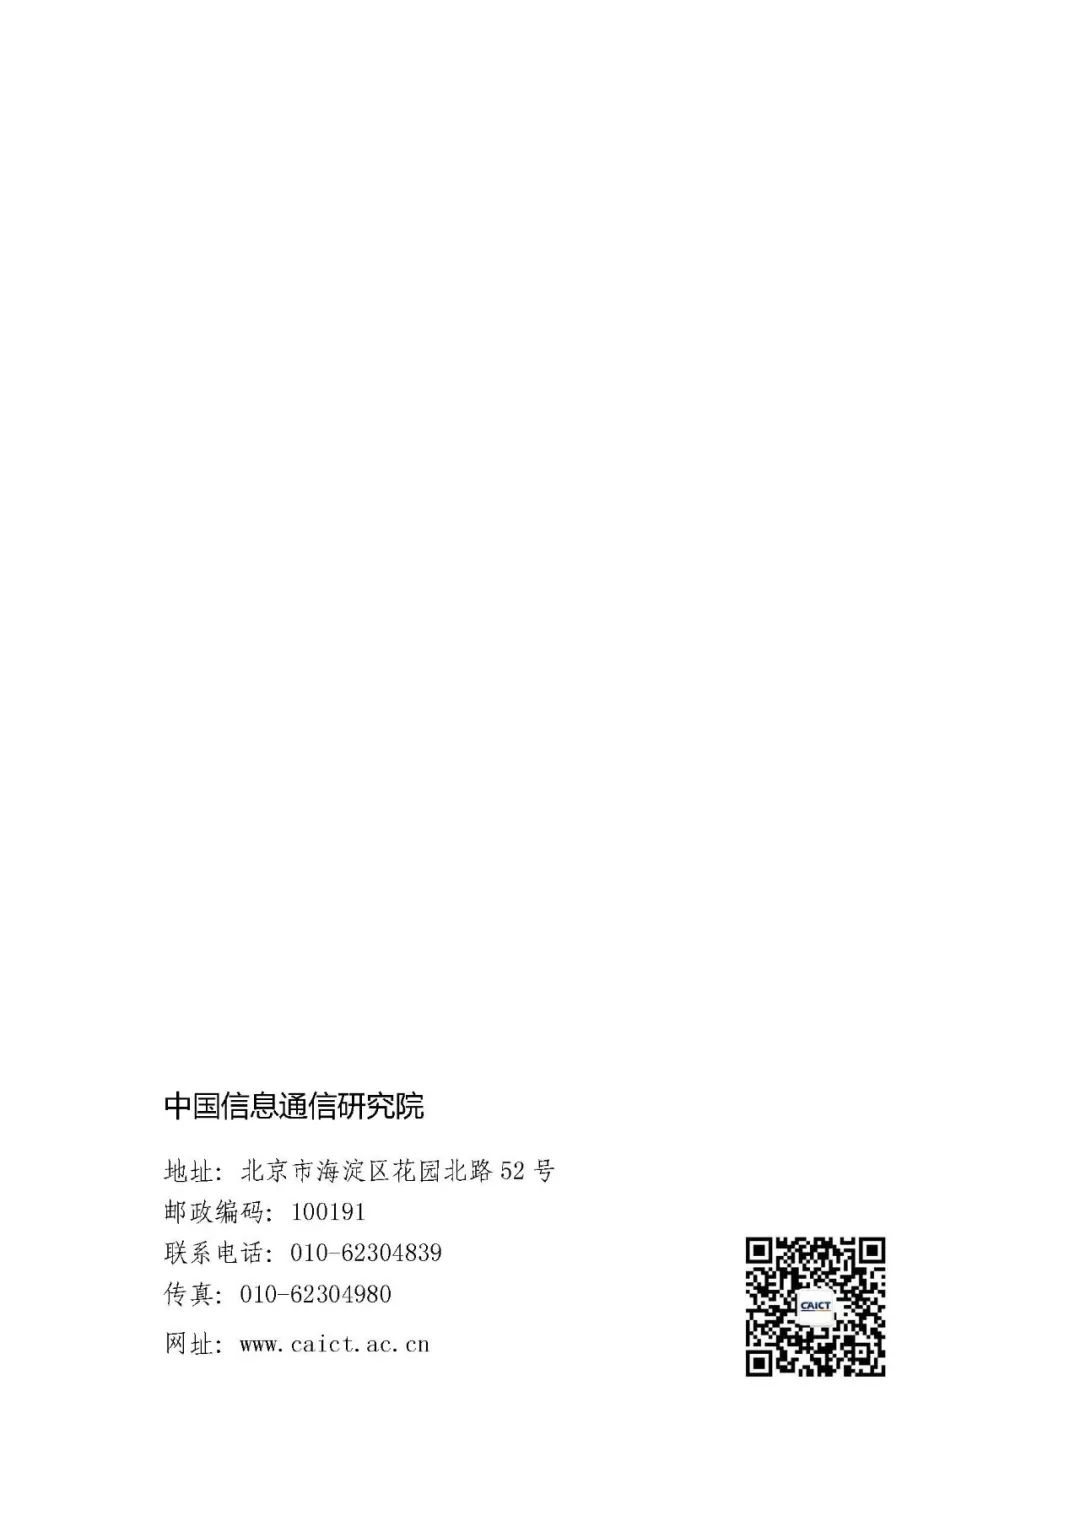 中国信息通信研究院
地址：北京市海淀区花园北路 52 号
邮政编码：100191
联系电话：010-62304839
传真：010-62304980
网址：www.caict.ac.cn
CAICT